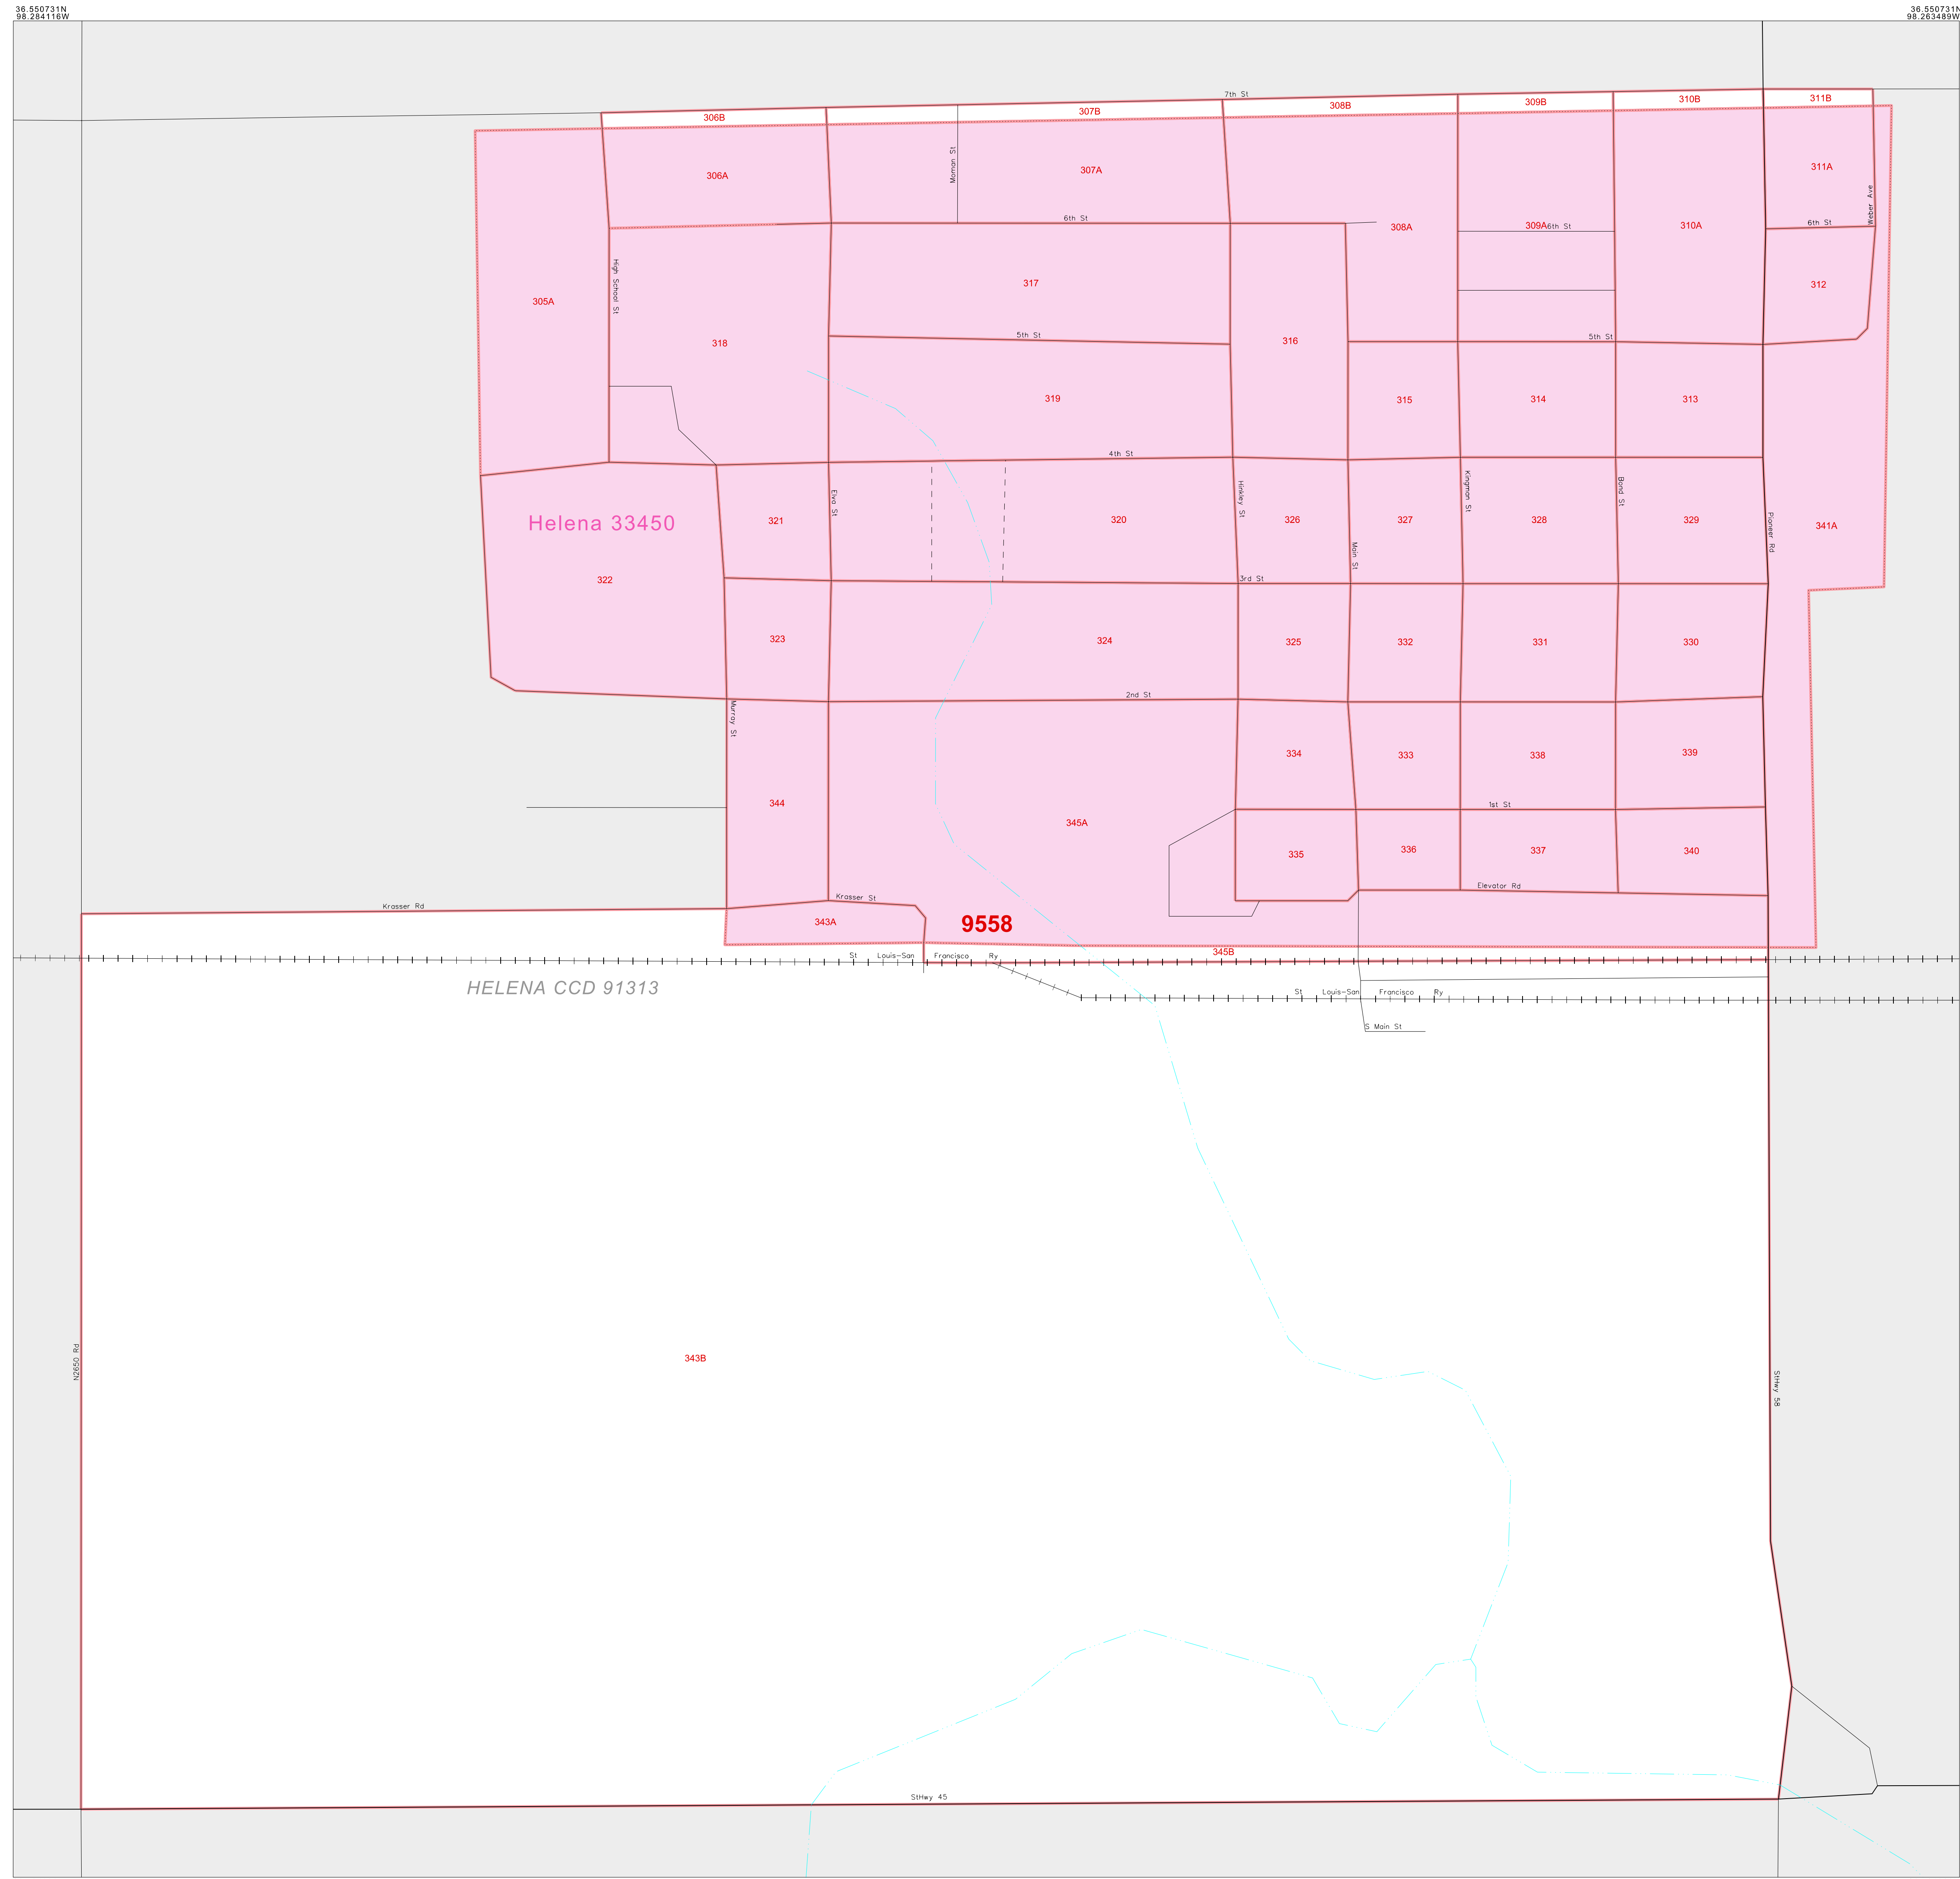 36.550731N
98.284116W
36.550731N
98.263489W
7th St
306B
307B
308B
309B
310B
311B
Moman St
306A
307A
311A
Weber Ave
6th St
308A
309A
6th St
310A
6th St
High School St
305A
317
312
318
5th St
316
5th St
319
315
314
313
4th St
Elva St
Hinkley St
Kingman St
Bond St
Helena 33450
321
320
326
327
328
329
Pioneer Rd
341A
Main St
322
3rd St
323
324
325
332
331
330
2nd St
Murray St
334
333
338
339
344
1st St
345A
335
336
337
340
Krasser Rd
Krasser St
Elevator Rd
343A
9558
345B
St Louis-San Francisco Ry
HELENA CCD 91313
St Louis-San Francisco Ry
S Main St
N2650 Rd
343B
StHwy 58
StHwy 45